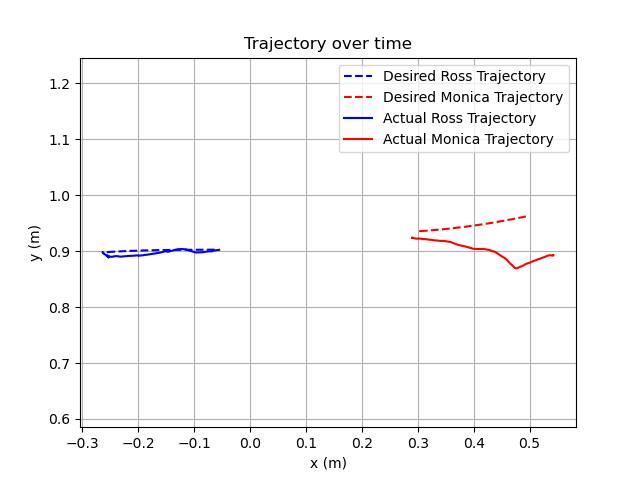 Trajectory over time
Desired Ross Trajectory
Desired Monica Trajectory
Actual Ross Trajectory
Actual Monica Trajectory
y (m)
1.2
1.1
1.0
0.9
0.8
0.7
0.6
−0.3 −0.2 −0.1 0.0 0.1 0.2 0.3 0.4 0.5
x (m)